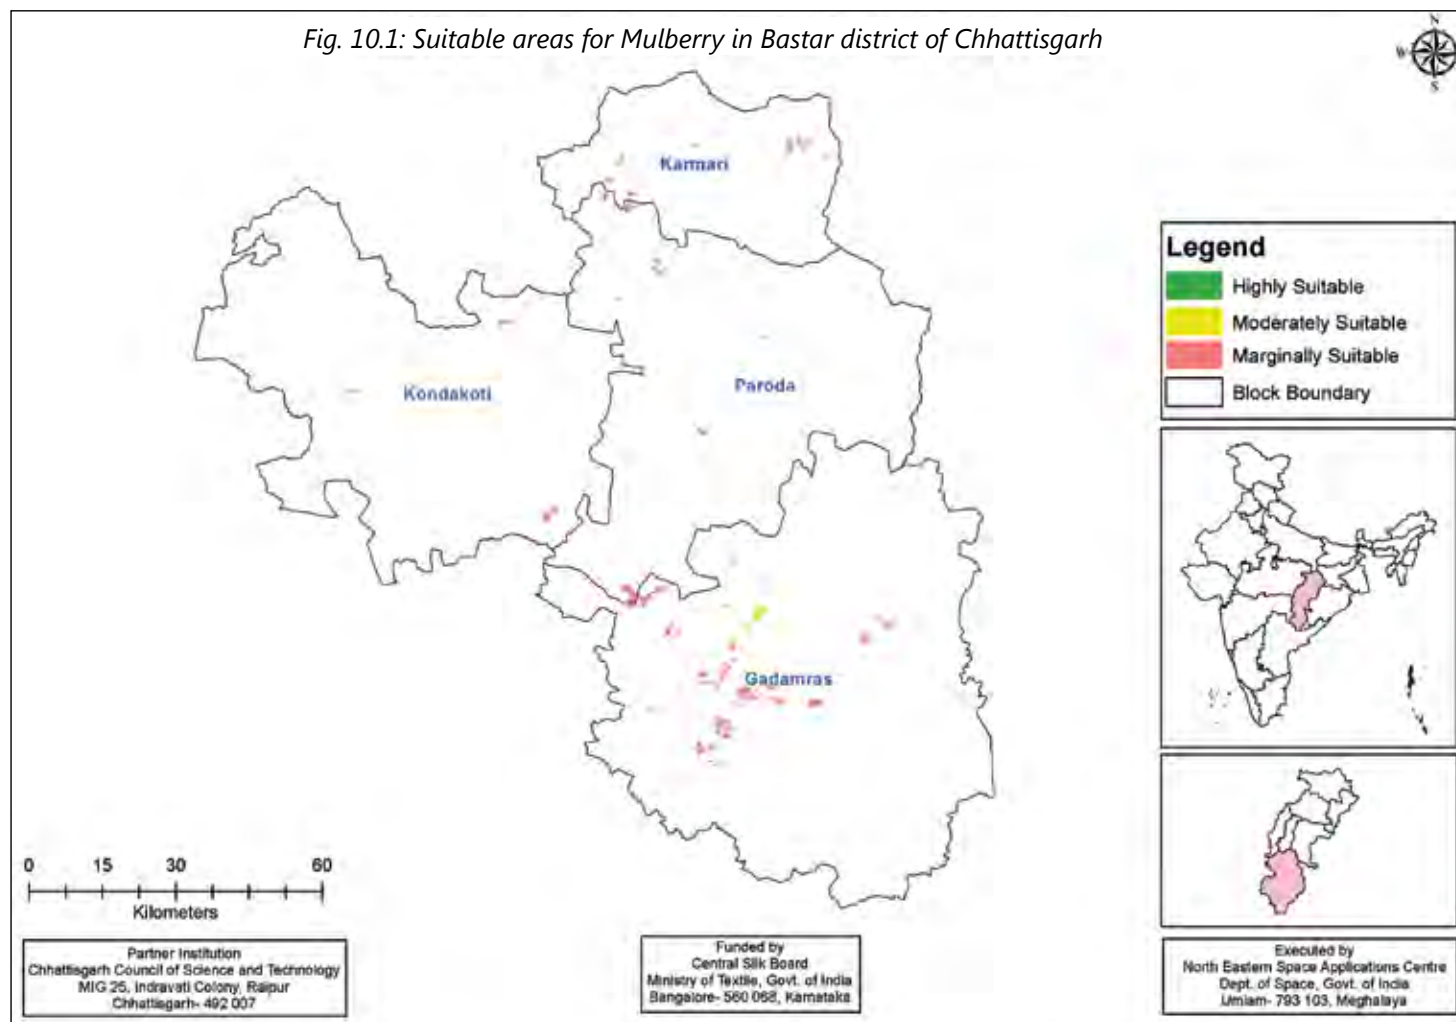 Fig. 10.1: Suitable areas for Mulberry in Bastar district of Chhattisgarh
N
W
S
Karmari
Kondakoti
Paroda
Gadamras
Legend
Highly Suitable
Moderately Suitable
Marginally Suitable
Block Boundary
0 15 30 60
Kilometers
Partner Institution
Chhattisgarh Council of Science and Technology
MIG 25, Indravati Colony, Raipur
Chhattisgarh- 492 007
Funded by
Central Silk Board
Ministry of Textile, Govt. of India
Bangalore- 560 068, Karnataka
Executed by
North Eastern Space Applications Centre
Dept. of Space, Govt. of India
Umiam- 793 103, Meghalaya